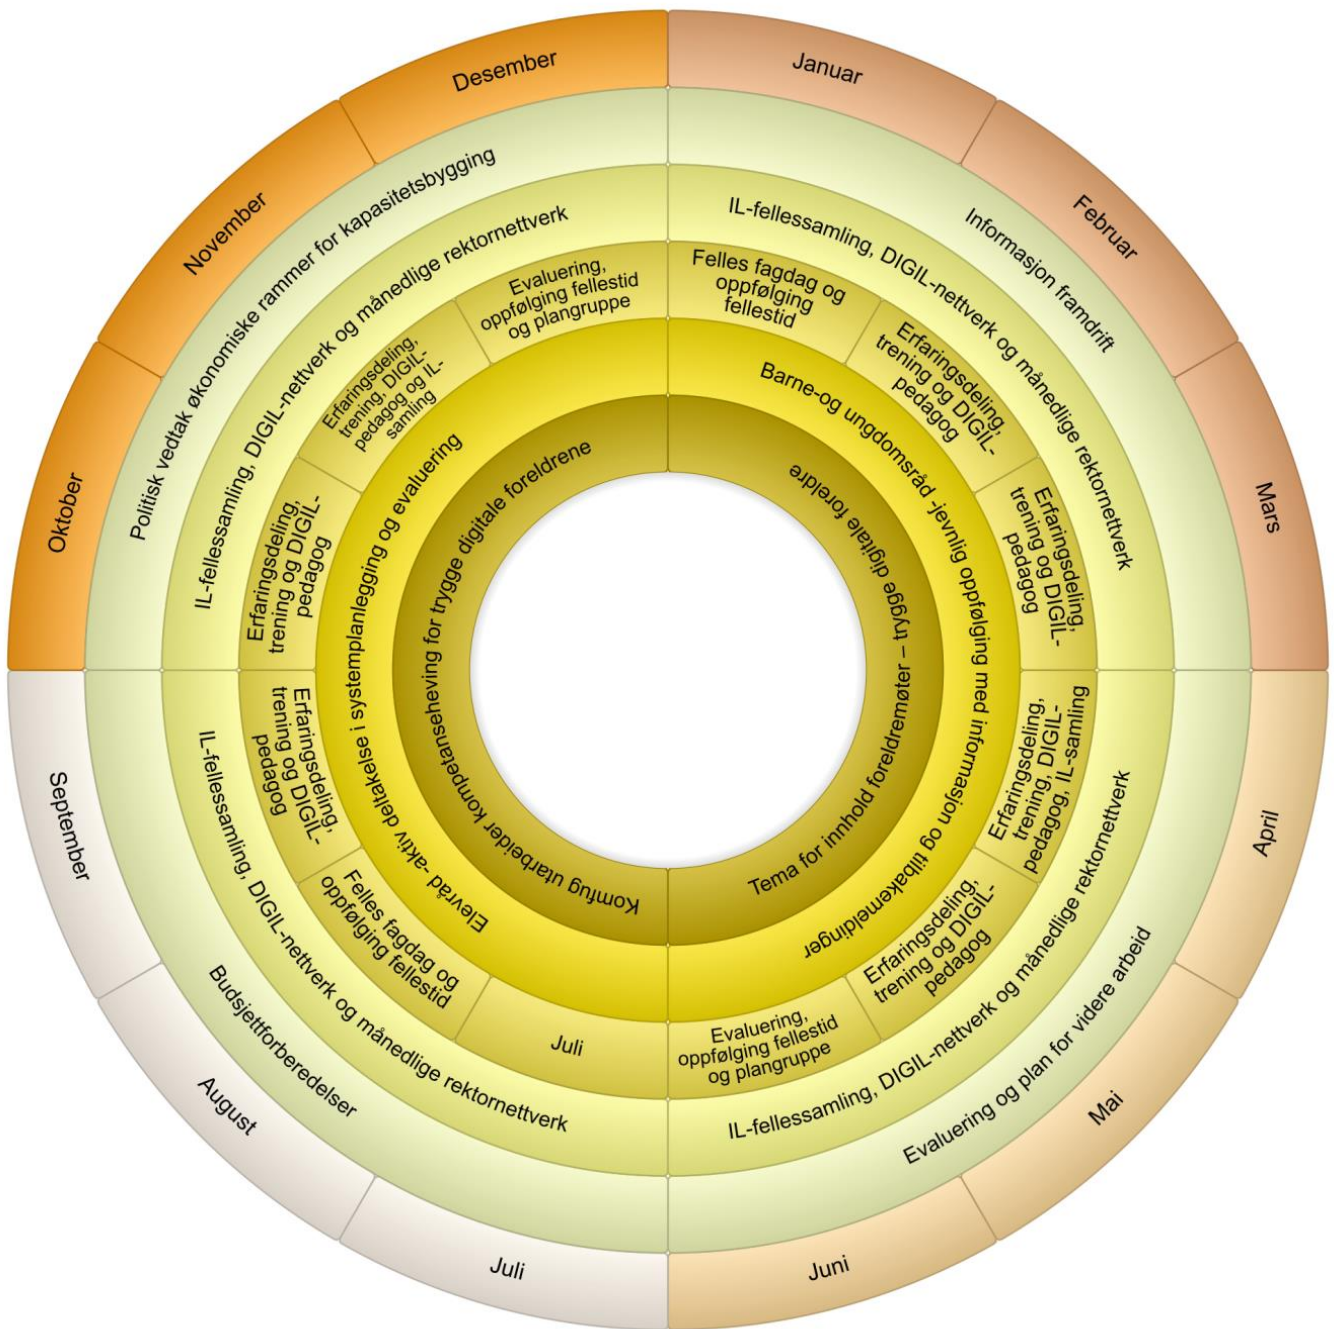 Januar
Februar
Mars
April
Mai
Juni
Juli
August
September
Oktober
November
Desember
Informasjon framdrift
Evaluering og plan for videre arbeid
Budsjettforberedelser
Politisk vedtak økonomiske rammer for kapasitetsbygging
IL-fellessamling, DIGIL-nettverk og månedlige rektornettverk
IL-fellessamling, DIGIL-nettverk og månedlige rektornettverk
IL-fellessamling, DIGIL-nettverk og månedlige rektornettverk
IL-fellessamling, DIGIL-nettverk og månedlige rektornettverk
Felles fagdag og
oppfølging
fellestid
Erfaringsdeling,
trening og DIGIL-
pedagog
Erfaringsdeling,
trening og DIGIL-
pedagog
Erfaringsdeling,
trening, DIGIL-
pedagog, IL-samling
Erfaringsdeling,
trening og DIGIL-
pedagog
Evaluering,
oppfølging fellestid
og plangruppe
Juli
Felles fagdag og
oppfølging fellestid
Erfaringsdeling,
trening og DIGIL-
pedagog
Erfaringsdeling,
trening og DIGIL-
pedagog
Erfaringsdeling,
trening, DIGIL-
pedagog og IL-
samling
Evaluering,
oppfølging fellestid
og plangruppe
Barne-og ungdomsråd -jevnlig oppfølging med informasjon og tilbakemeldinger
Elevråd -aktiv deltakelse i systemplanlegging og evaluering
Tema for innhold foreldremøter – trygge digitale foreldre
Komfug utarbeider kompetanseheving for trygge digitale foreldrene